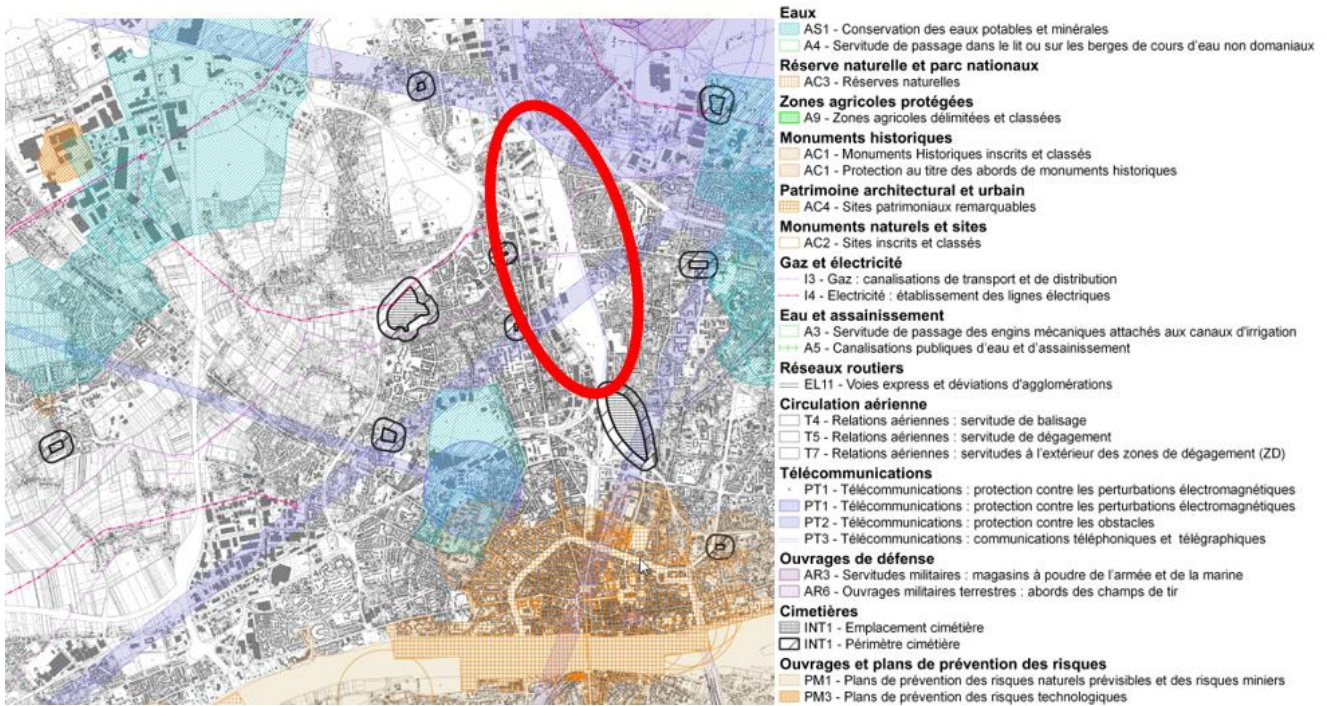 Eaux
AS1 - Conservation des eaux potables et minérales
A4 - Servitude de passage dans le lit ou sur les berges de cours d'eau non domaniaux
Réserve naturelle et parc nationaux
AC3 - Réserves naturelles
Zones agricoles protégées
A9 - Zones agricoles délimitées et classées
Monuments historiques
AC1 - Monuments Historiques inscrits et classés
AC1 - Protection au titre des abords de monuments historiques
Patrimoine architectural et urbain
AC4 - Sites patrimoniaux remarquables
Monuments naturels et sites
AC2 - Sites inscrits et classés
Gaz et électricité
I3 - Gaz : canalisations de transport et de distribution
I4 - Electricité : établissement des lignes électriques
Eau et assainissement
A3 - Servitude de passage des engins mécaniques attachés aux canaux d'irrigation
A5 - Canalisations publiques d'eau et d'assainissement
Réseaux routiers
EL11 - Voies express et déviations d'agglomérations
Circulation aérienne
T4 - Relations aériennes : servitude de balisage
T5 - Relations aériennes : servitude de dégagement
T7 - Relations aériennes : servitudes à l'extérieur des zones de dégagement (ZD)
Télécommunications
PT1 - Télécommunications : protection contre les perturbations électromagnétiques
PT1 - Télécommunications : protection contre les perturbations électromagnétiques
PT2 - Télécommunications : protection contre les obstacles
PT3 - Télécommunications : communications téléphoniques et télégraphiques
Ouvrages de défense
AR3 - Servitudes militaires : magasins à poudre de l'armée et de la marine
AR6 - Ouvrages militaires terrestres : abords des champs de tir
Cimetières
INT1 - Emplacement cimétière
INT1 - Périmètre cimétière
Ouvrages et plans de prévention des risques
PM1 - Plans de prévention des risques naturels prévisibles et des risques miniers
PM3 - Plans de prévention des risques technologiques